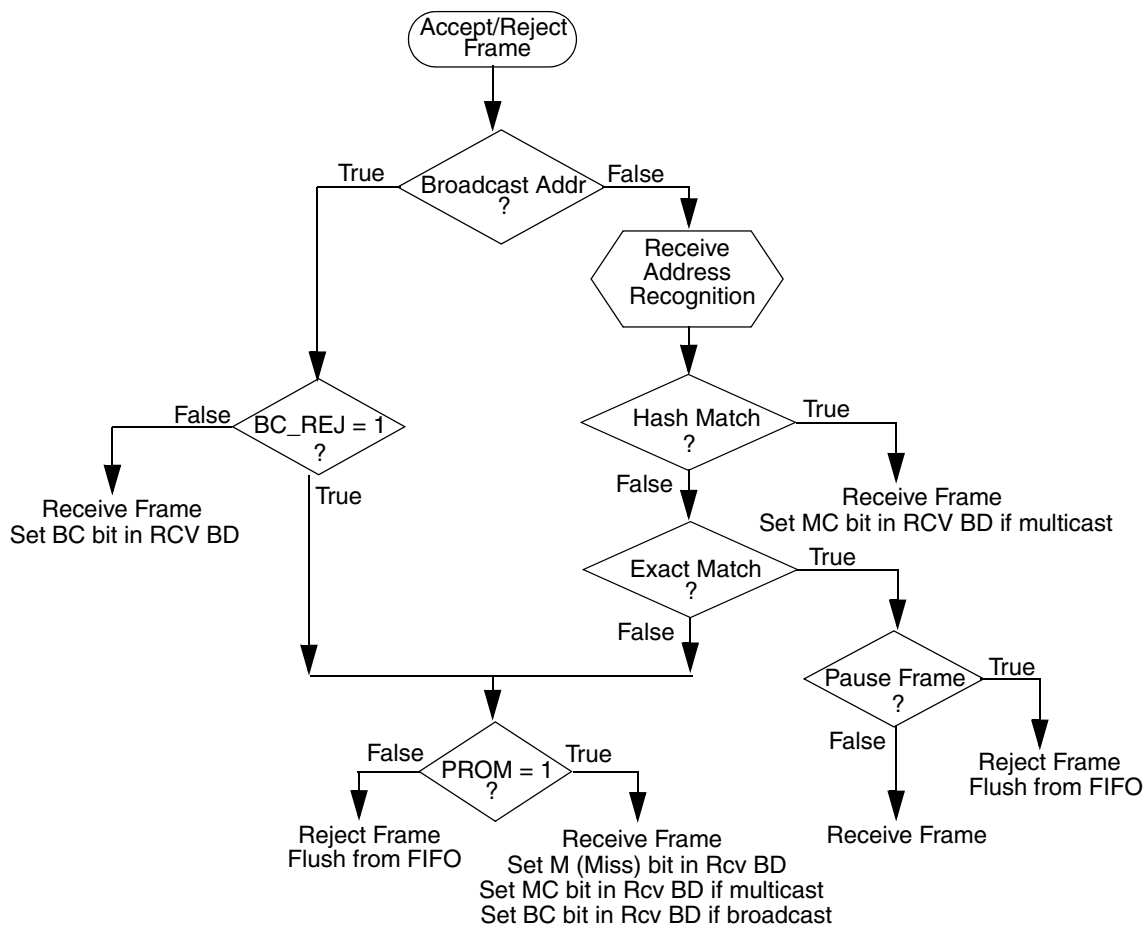 Accept/Reject
Frame
True
False
Broadcast Addr
?
Receive
Address
Recognition
False
BC_REJ = 1
?
True
Hash Match
?
True
False
Receive Frame
Set BC bit in RCV BD
Receive Frame
Set MC bit in RCV BD if multicast
Exact Match
?
True
False
Pause Frame
?
True
False
False
PROM = 1
?
True
Reject Frame
Flush from FIFO
Receive Frame
Reject Frame
Flush from FIFO
Receive Frame
Set M (Miss) bit in Rcv BD
Set MC bit in Rcv BD if multicast
Set BC bit in Rcv BD if broadcast